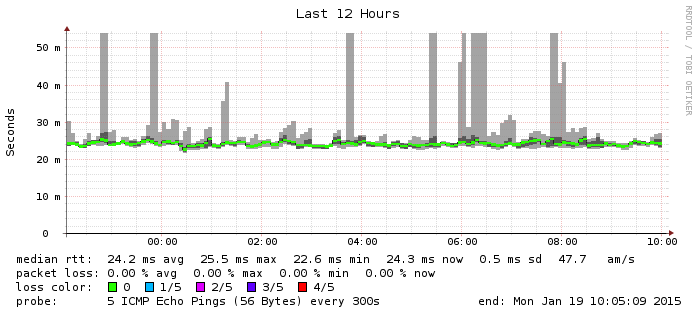 Last 12 Hours
RRDTOOL / TOBI OETIKER
Seconds
50 m
40 m
30 m
20 m
10 m
0
00:00 02:00 04:00 06:00 08:00 10:00
median rtt: 24.2 ms avg 25.5 ms max 22.6 ms min 24.3 ms now 0.5 ms sd 47.7 am/s
packet loss: 0.00 % avg 0.00 % max 0.00 % min 0.00 % now
loss color: 0 1/5 2/5 3/5 4/5
probe: 5 ICMP Echo Pings (56 Bytes) every 300s end: Mon Jan 19 10:05:09 2015